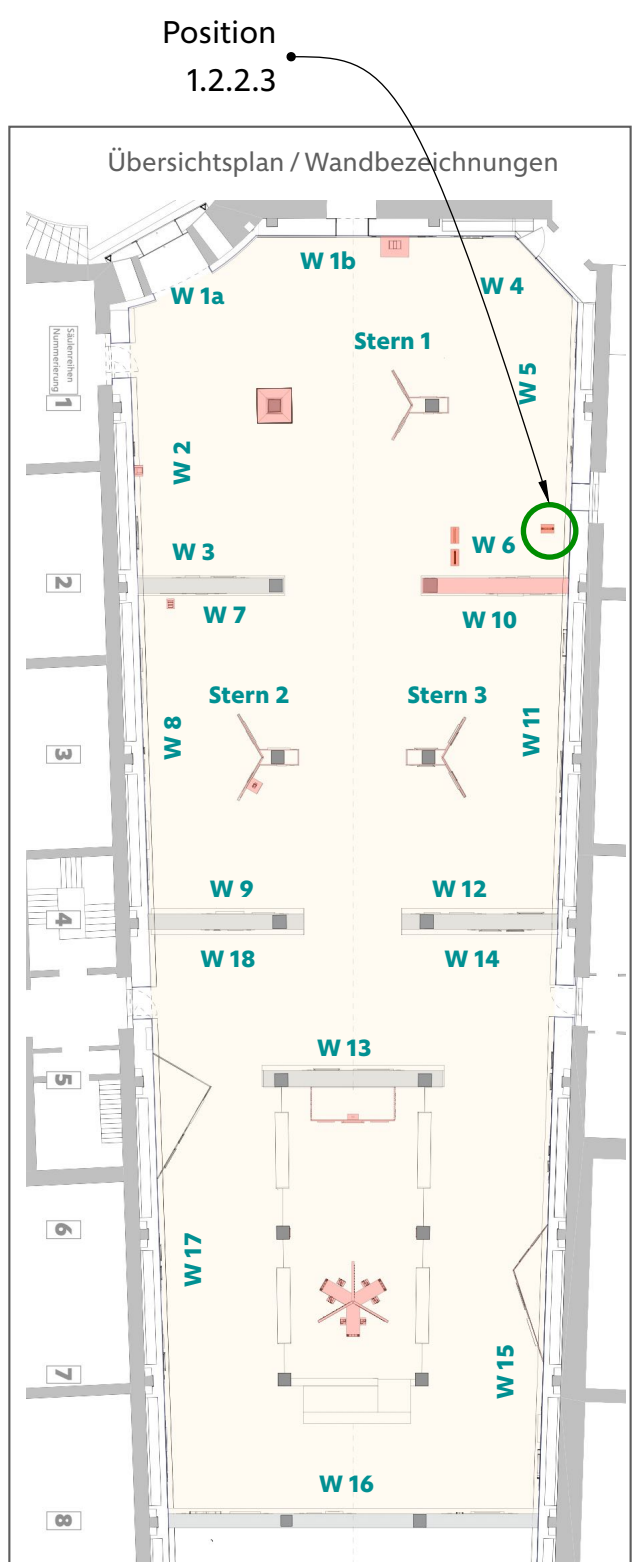 Position
1.2.2.3
Übersichtsplan / Wandbezeichnungen
W 1b
W 4
W 1a
Stern 1
Säulenreihen
Nummerierung
1
W 5
W 2
W 3
W 6
2
W 7
W 10
Stern 2
Stern 3
W 8
W 11
3
W 9
W 12
4
W 18
W 14
W 13
5
6
W 17
7
W 15
W 16
8